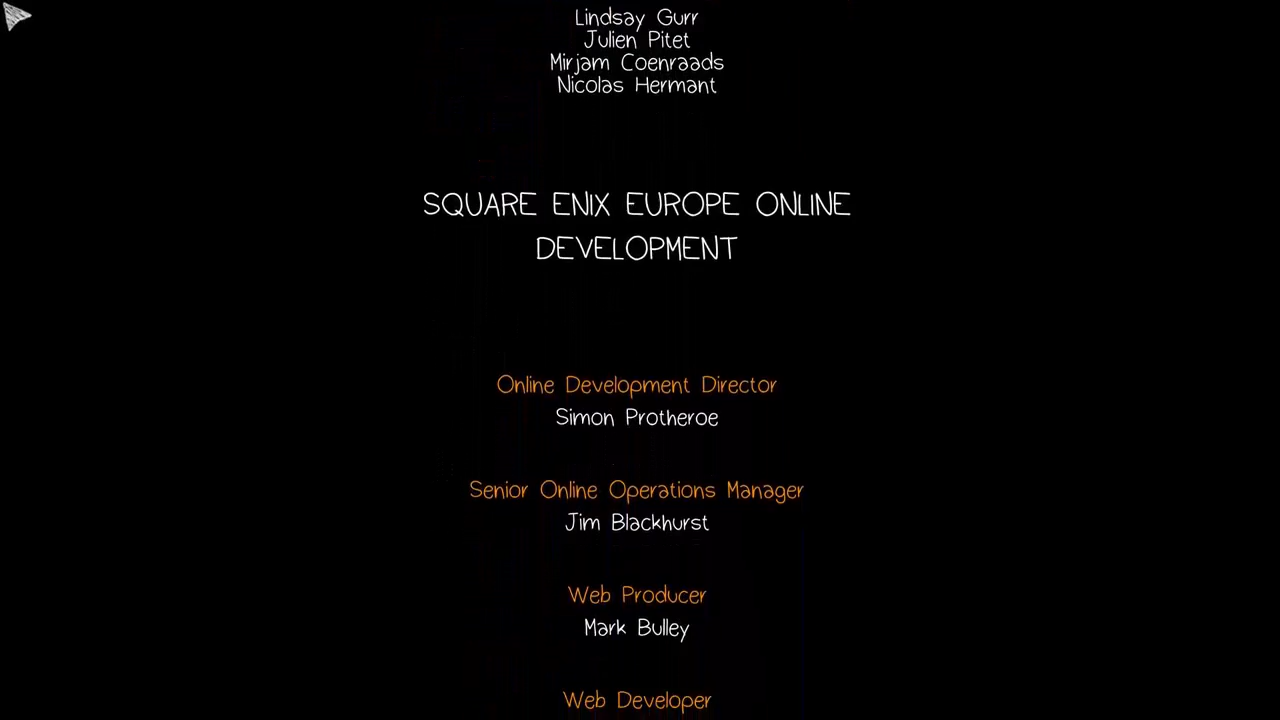 Lindsay Gurr
Julien Pitet
Mirjam Coenraads
Nicolas Hermant
SQUARE ENIX EUROPE ONLINE
DEVELOPMENT
Online Development Director
Simon Protheroe
Senior Online Operations Manager
Jim Blackhurst
Web Producer
Mark Bulley
Web Developer